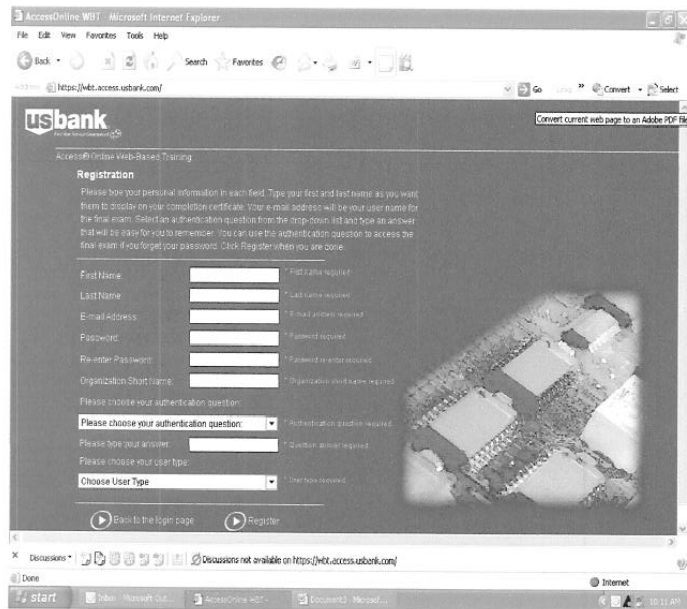 AccessOnline WBT - Microsoft Internet Explorer
File Edit View Favorites Tools Help
Back Search Favorites
Address https://wbt.access.usbank.com/ Go Links » Convert Select
Convert current web page to an Adobe PDF file
usbank
Five Star Service Guaranteed
Access® Online Web-Based Training
Registration
Please type your personal information in each field. Type your first and last name as you want
them to display on your completion certificate. Your e-mail address will be your user name for
the final exam. Select an authentication question from the drop-down list and type an answer
that will be easy for you to remember. You can use the authentication question to access the
final exam if you forget your password. Click Register when you are done.
First Name: * First name required
Last Name: * Last name required
E-mail Address: * E-mail address required
Password: * Password required
Re-enter Password: * Password re-enter required
Organization Short Name: * Organization short name required
Please choose your authentication question:
Please choose your authentication question: * Authentication question required
Please type your answer: * Question answer required
Please choose your user type:
Choose User Type * User type required
Back to the login page Register
Discussions Discussions not available on https://wbt.access.usbank.com/
Done Internet
start Inbox - Microsoft Out... AccessOnline WBT - ... Document3 - Microsof... 10:11 AM